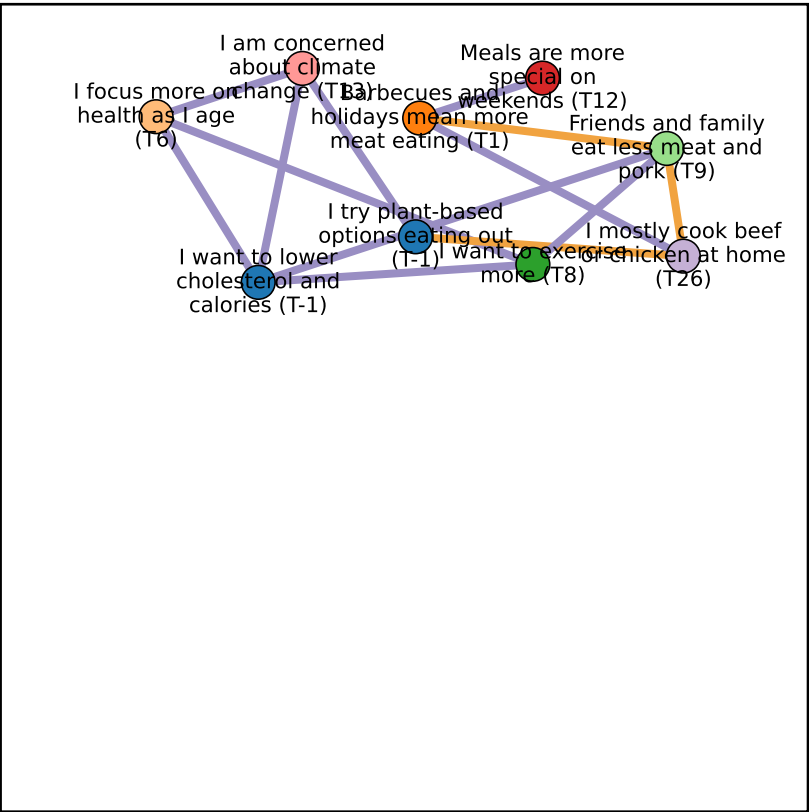 I am concerned
about climate
change (T13)
Meals are more
special on
weekends (T12)
I focus more on
health as I age
(T6)
Barbecues and
holidays mean more
meat eating (T1)
Friends and family
eat less meat and
pork (T9)
I try plant-based
options eating out
(T-1)
I mostly cook beef
or chicken at home
(T26)
I want to exercise
more (T8)
I want to lower
cholesterol and
calories (T-1)